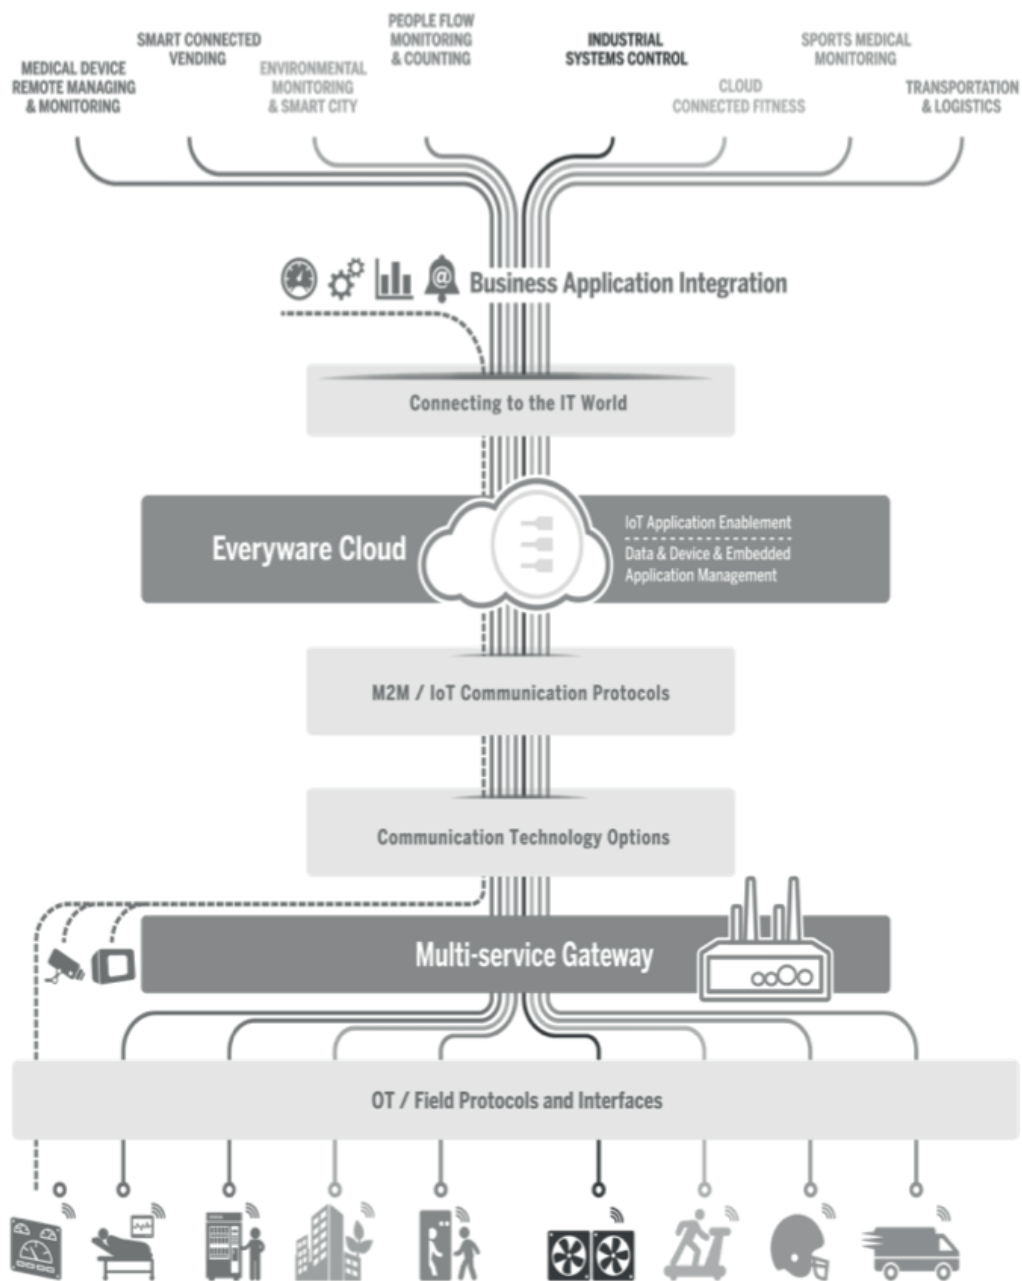 PEOPLE FLOW
MONITORING
& COUNTING
SMART CONNECTED
VENDING
INDUSTRIAL
SYSTEMS CONTROL
SPORTS MEDICAL
MONITORING
MEDICAL DEVICE
REMOTE MANAGING
& MONITORING
ENVIRONMENTAL
MONITORING
& SMART CITY
CLOUD
CONNECTED FITNESS
TRANSPORTATION
& LOGISTICS
@
Business Application Integration
Connecting to the IT World
Everyware Cloud
IoT Application Enablement
Data & Device & Embedded
Application Management
M2M / IoT Communication Protocols
Communication Technology Options
Multi-service Gateway
OT / Field Protocols and Interfaces